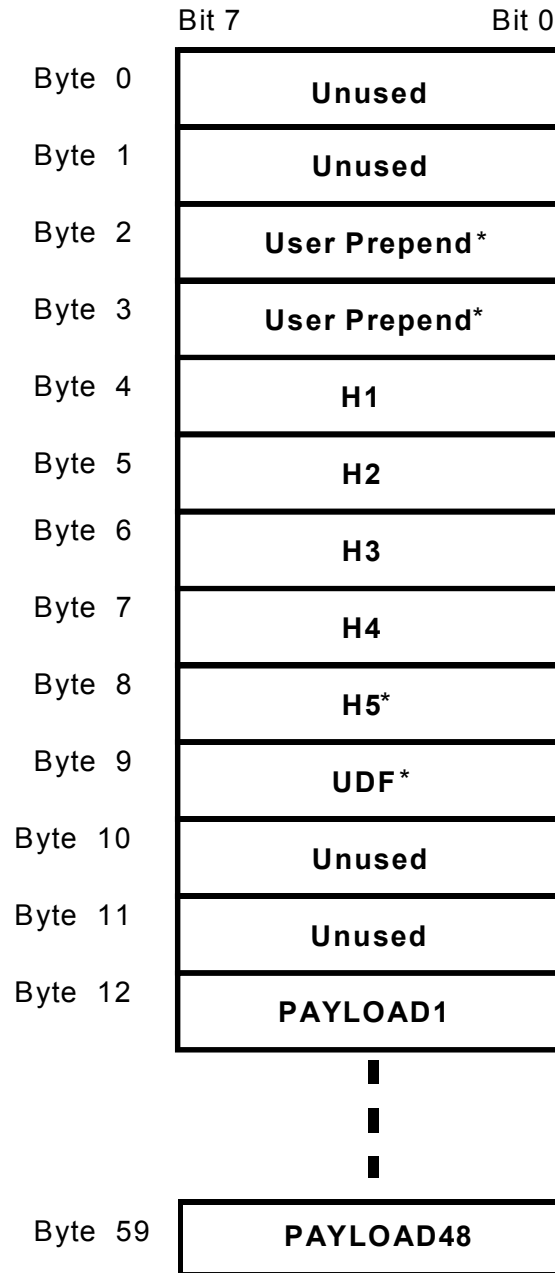 Bit 7 Bit 0
Byte 0 Unused
Byte 1 Unused
Byte 2 User Prepend*
Byte 3 User Prepend*
Byte 4 H1
Byte 5 H2
Byte 6 H3
Byte 7 H4
Byte 8 H5*
Byte 9 UDF*
Byte 10 Unused
Byte 11 Unused
Byte 12 PAYLOAD1
Byte 59 PAYLOAD48